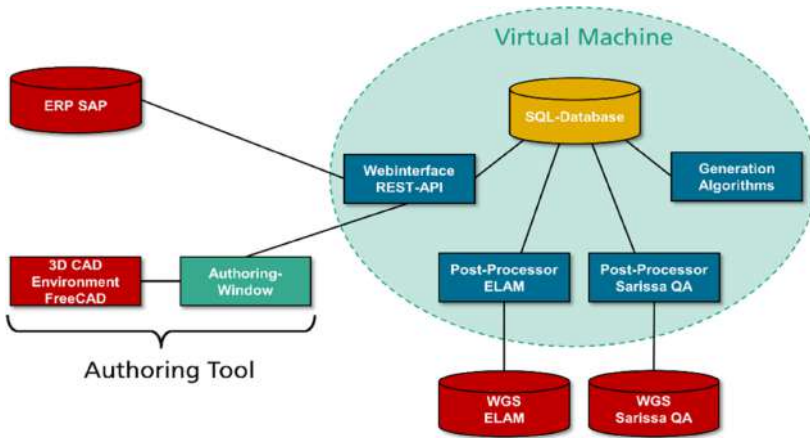 Virtual Machine
ERP SAP
SQL-Database
Webinterface
REST-API
Generation
Algorithms
3D CAD
Environment
FreeCAD
Authoring-
Window
Post-Processor
ELAM
Post-Processor
Sarissa QA
Authoring Tool
WGS
ELAM
WGS
Sarissa QA